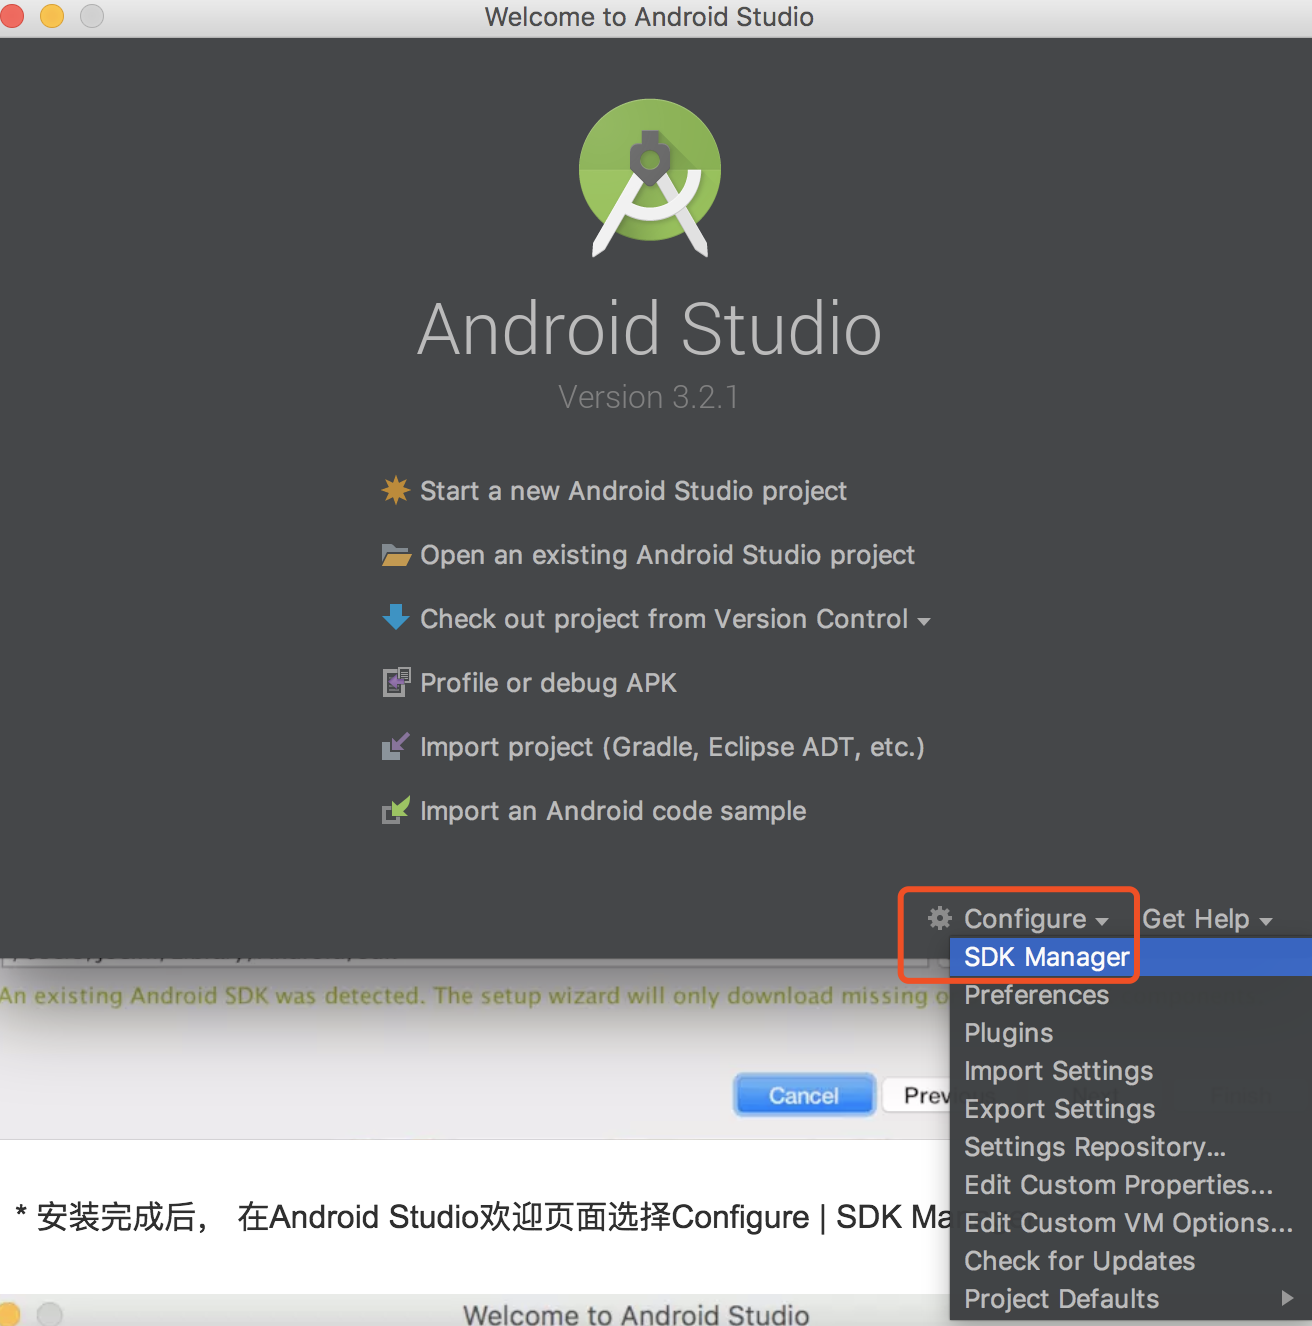 Welcome to Android Studio
Android Studio
Version 3.2.1
Start a new Android Studio project
Open an existing Android Studio project
Check out project from Version Control
Profile or debug APK
Import project (Gradle, Eclipse ADT, etc.)
Import an Android code sample
Configure
Get Help
SDK Manager
Preferences
Plugins
Import Settings
Export Settings
Settings Repository...
Edit Custom Properties...
Edit Custom VM Options...
Check for Updates
Project Defaults
An existing Android SDK was detected. The setup wizard will only download missing
Cancel
* 安装完成后， 在Android Studio欢迎页面选择Configure | SDK
Welcome to Android Studio